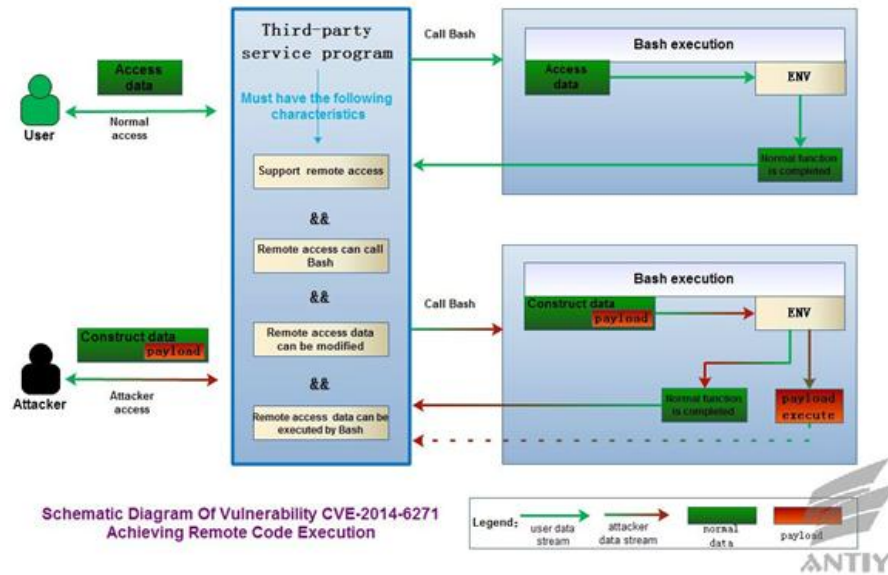 Third-party
service program
Must have the following
characteristics
Support remote access
&&
Remote access can call
Bash
&&
Remote access data
can be modified
&&
Remote access data can be
executed by Bash
Access
data
Normal
access
User
Construct data
payload
Attacker
access
Attacker
Call Bash
Bash execution
Access
data
ENV
Normal function
is completed
Call Bash
Bash execution
Construct data
payload
ENV
Normal function
is completed
payload
execute
Schematic Diagram Of Vulnerability CVE-2014-6271
Achieving Remote Code Execution
Legend:
user data
stream
attacker
data stream
normal
data
payload
ANTIY